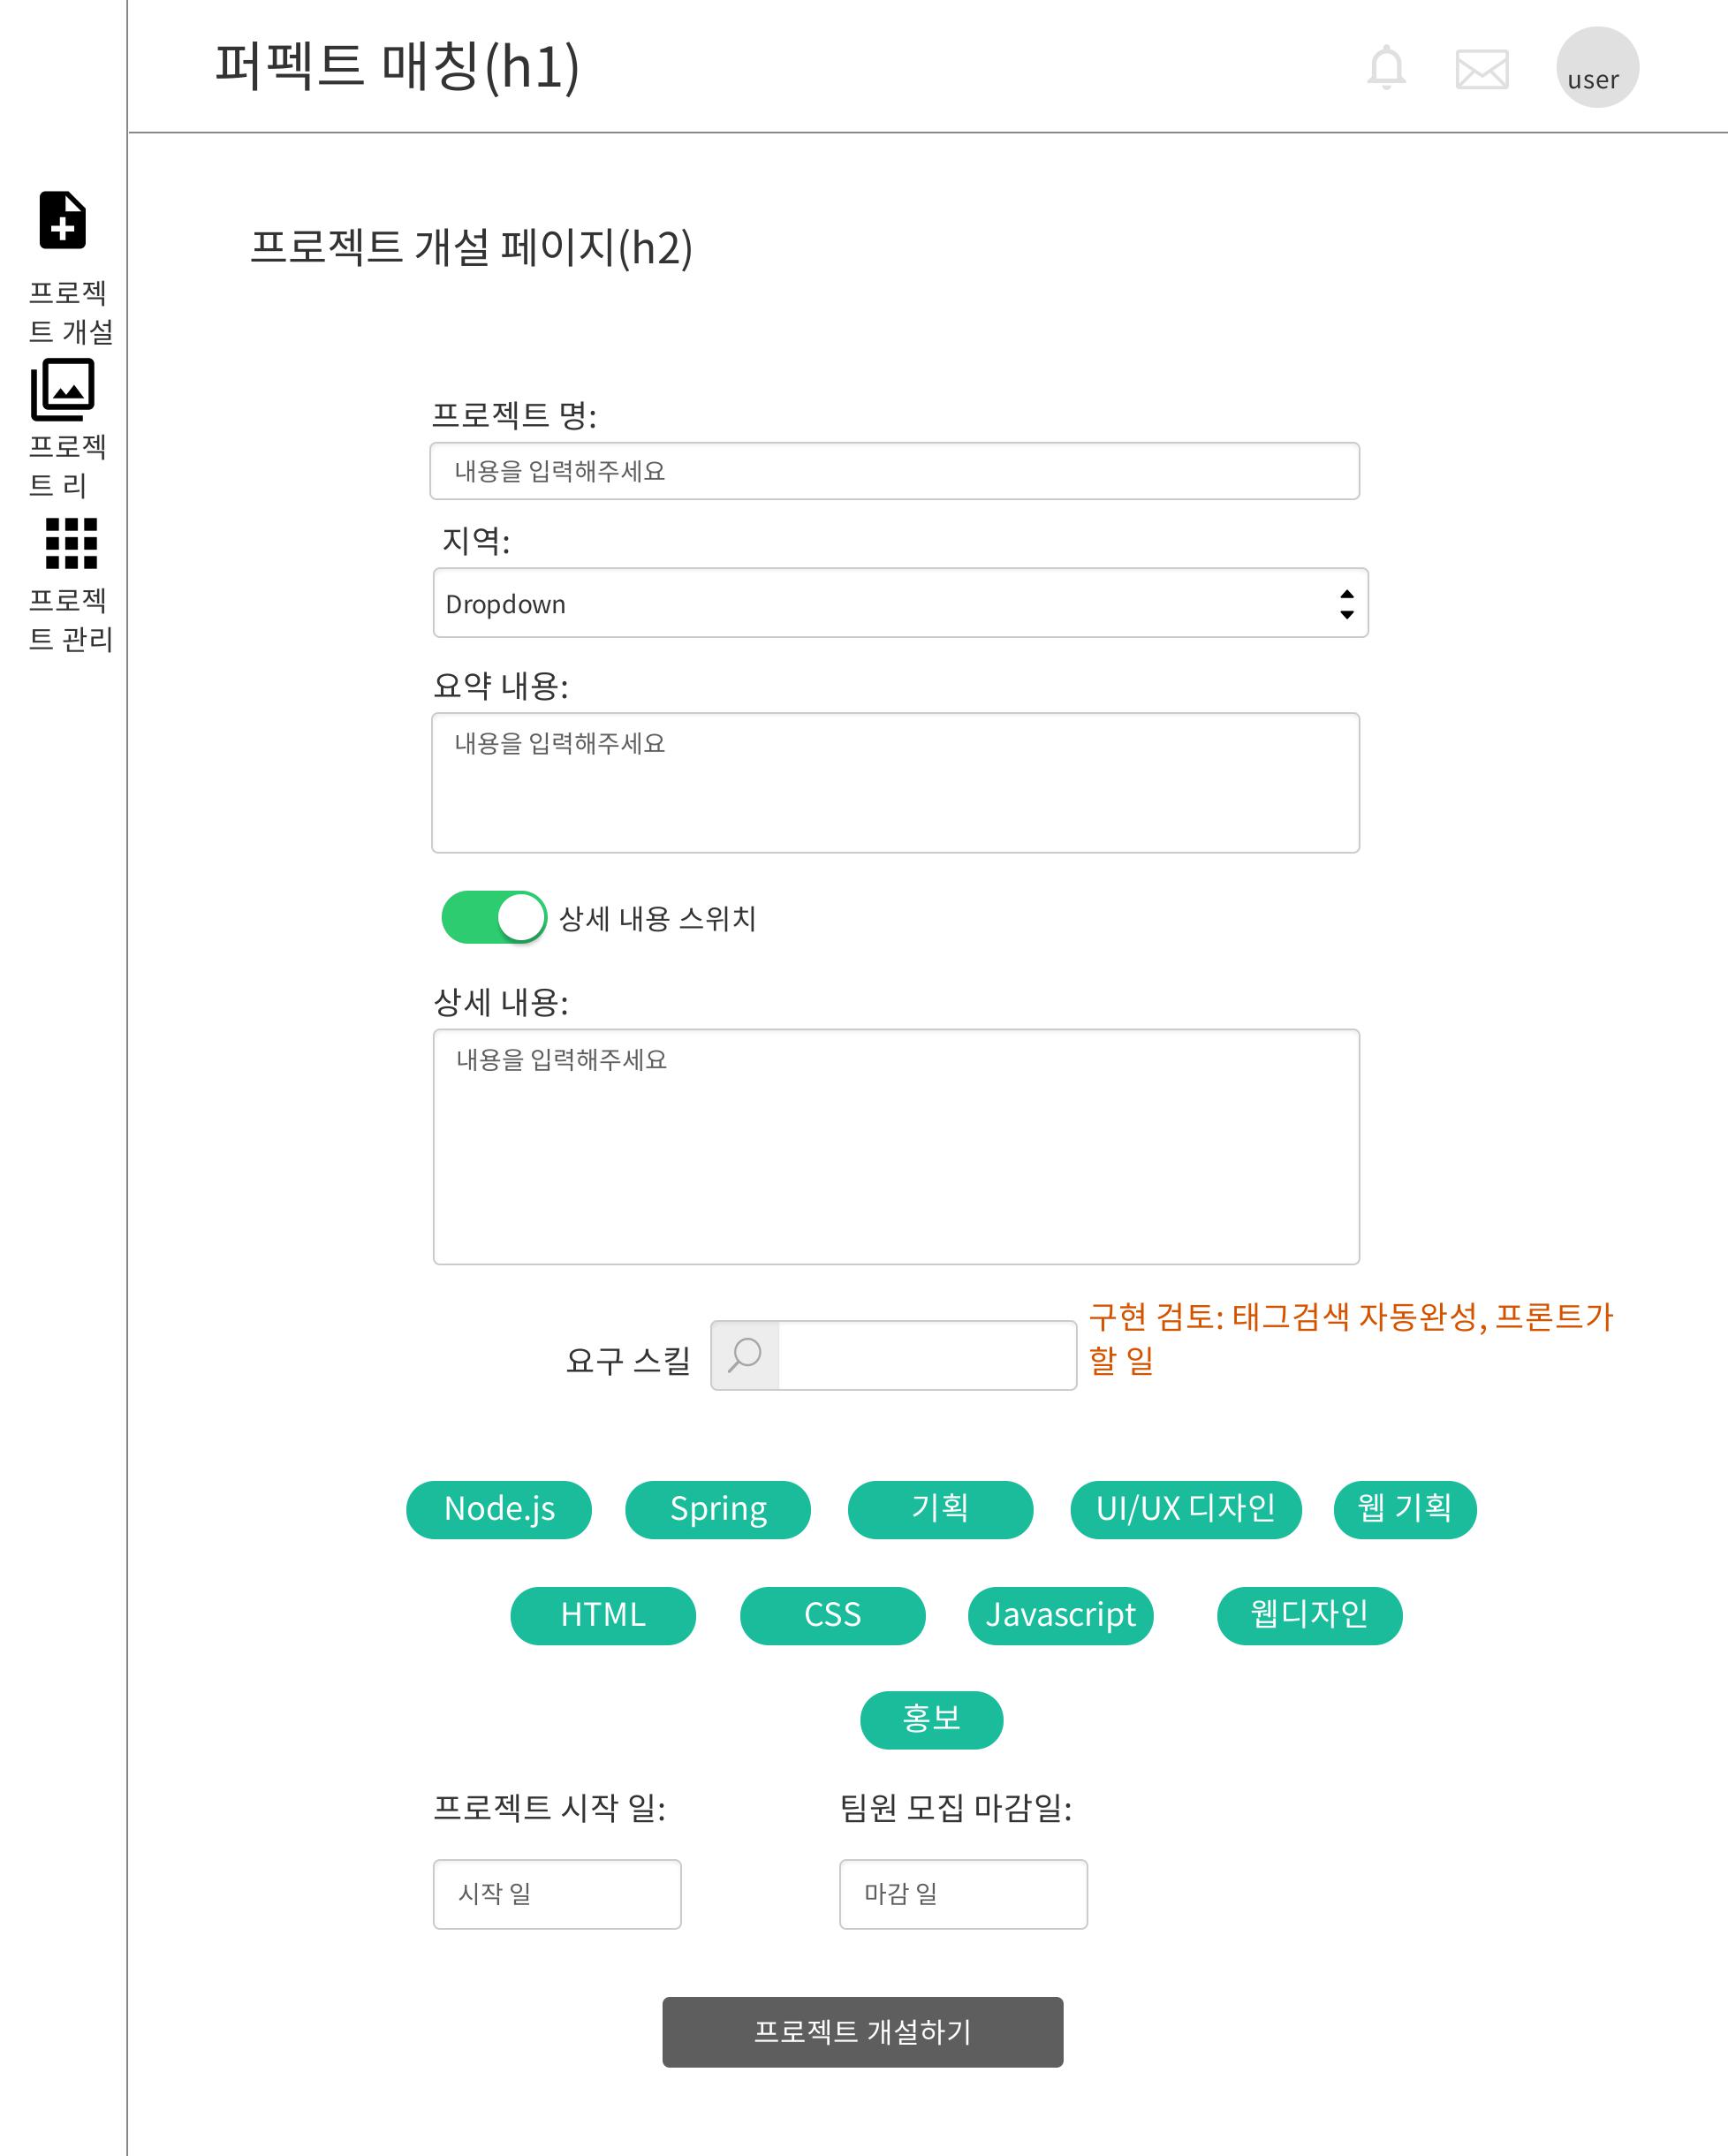 퍼펙트 매칭(h1)
user
프로젝
트 개설
프로젝
트 리
프로젝
트 관리
프로젝트 개설 페이지(h2)
프로젝트 명:
내용을 입력해주세요
지역:
Dropdown
요약 내용:
내용을 입력해주세요
상세 내용 스위치
상세 내용:
내용을 입력해주세요
요구 스킬
구현 검토: 태그검색 자동완성, 프론트가
할 일
Node.js
Spring
기획
UI/UX 디자인
웹 기획
HTML
CSS
Javascript
웹디자인
홍보
프로젝트 시작 일:
팀원 모집 마감일:
시작 일
마감 일
프로젝트 개설하기